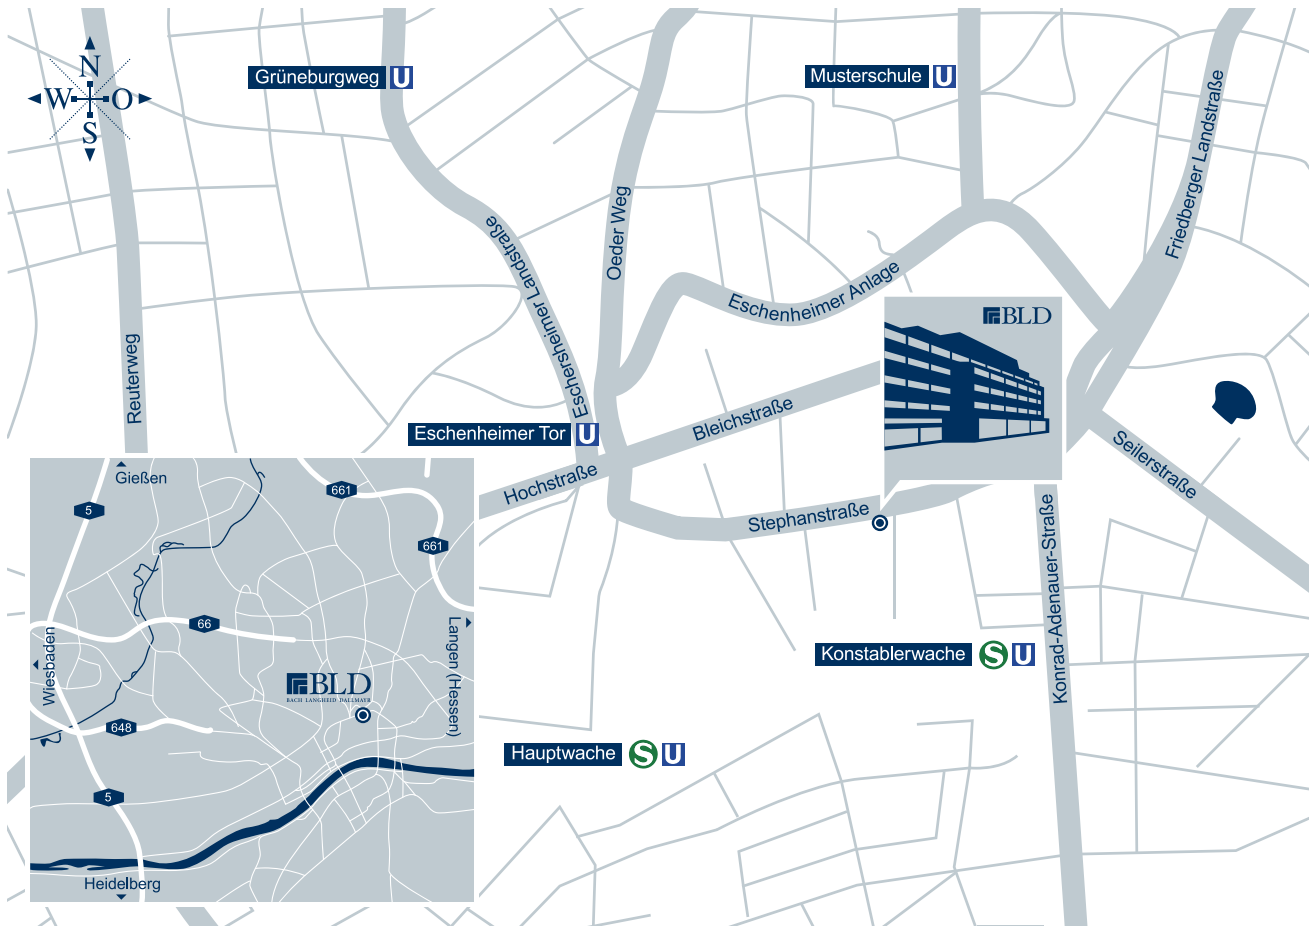 N
W
O
S
Grüneburgweg U
Musterschule U
Friedberger Landstraße
Oeder Weg
Eschersheimer Landstraße
Eschenheimer Anlage
Reuterweg
BLD
Eschenheimer Tor U
Bleichstraße
Hochstraße
Seilerstraße
Stephanstraße
Konrad-Adenauer-Straße
Konstablerwache S U
Hauptwache S U
Gießen
5
661
661
66
Wiesbaden
Langen (Hessen)
BLD
BACH LANGHEID DALLMAYR
648
5
Heidelberg